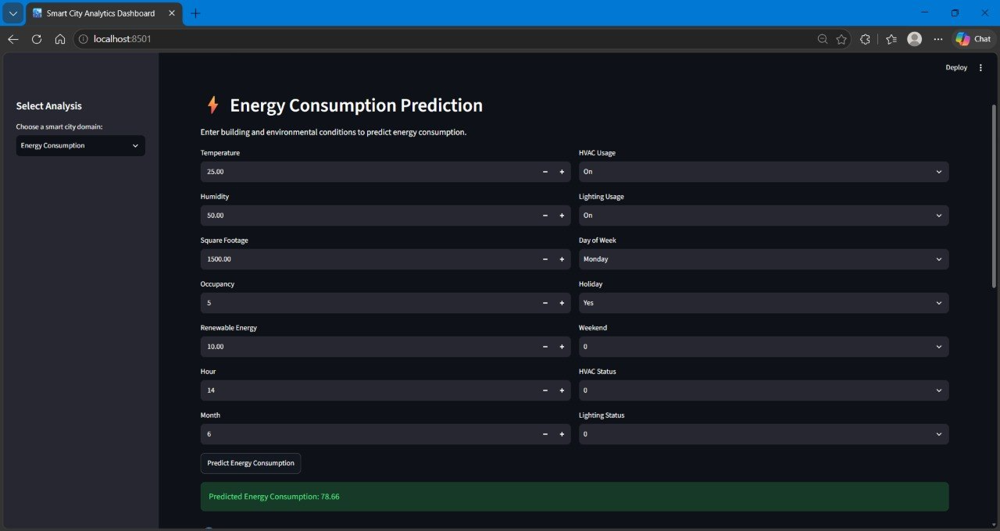 Smart City Analytics Dashboard
localhost:8501
Chat
Deploy
Select Analysis
Choose a smart city domain:
Energy Consumption
Energy Consumption Prediction
Enter building and environmental conditions to predict energy consumption.
Temperature
25.00
HVAC Usage
On
Humidity
50.00
Lighting Usage
On
Square Footage
1500.00
Day of Week
Monday
Occupancy
5
Holiday
Yes
Renewable Energy
10.00
Weekend
0
Hour
14
HVAC Status
0
Month
6
Lighting Status
0
Predict Energy Consumption
Predicted Energy Consumption: 78.66